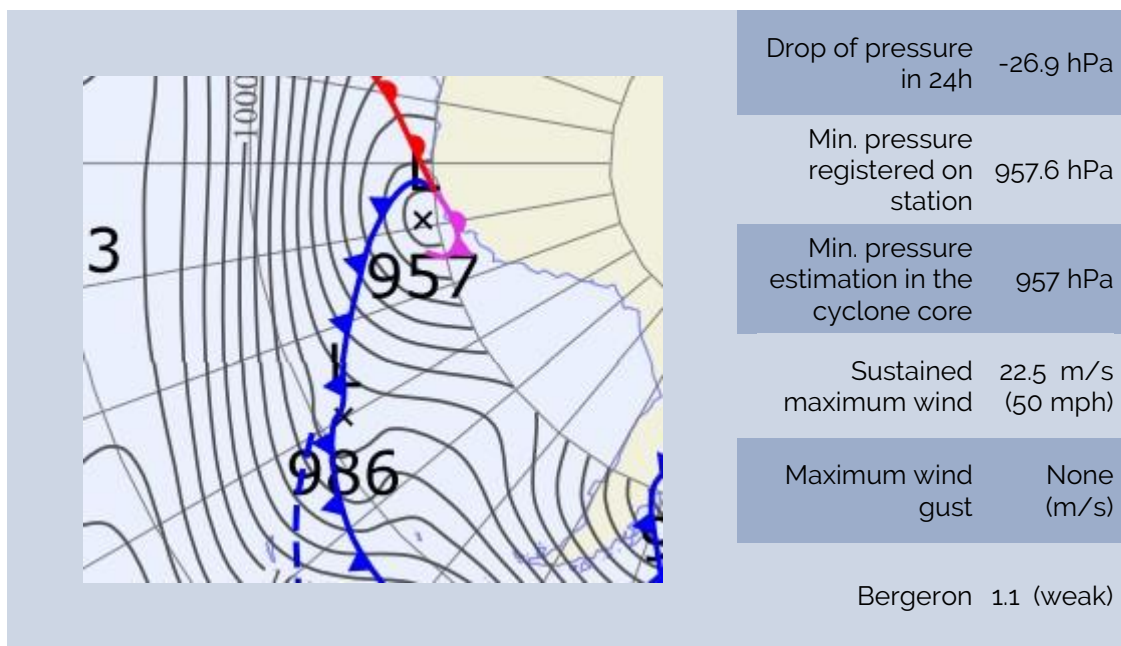 1000
L
3
957
L
986
Drop of pressure
in 24h
-26.9 hPa
Min. pressure
registered on
station
957.6 hPa
Min. pressure
estimation in the
cyclone core
957 hPa
Sustained
maximum wind
22.5 m/s
(50 mph)
Maximum wind
gust
None
(m/s)
Bergeron 1.1 (weak)